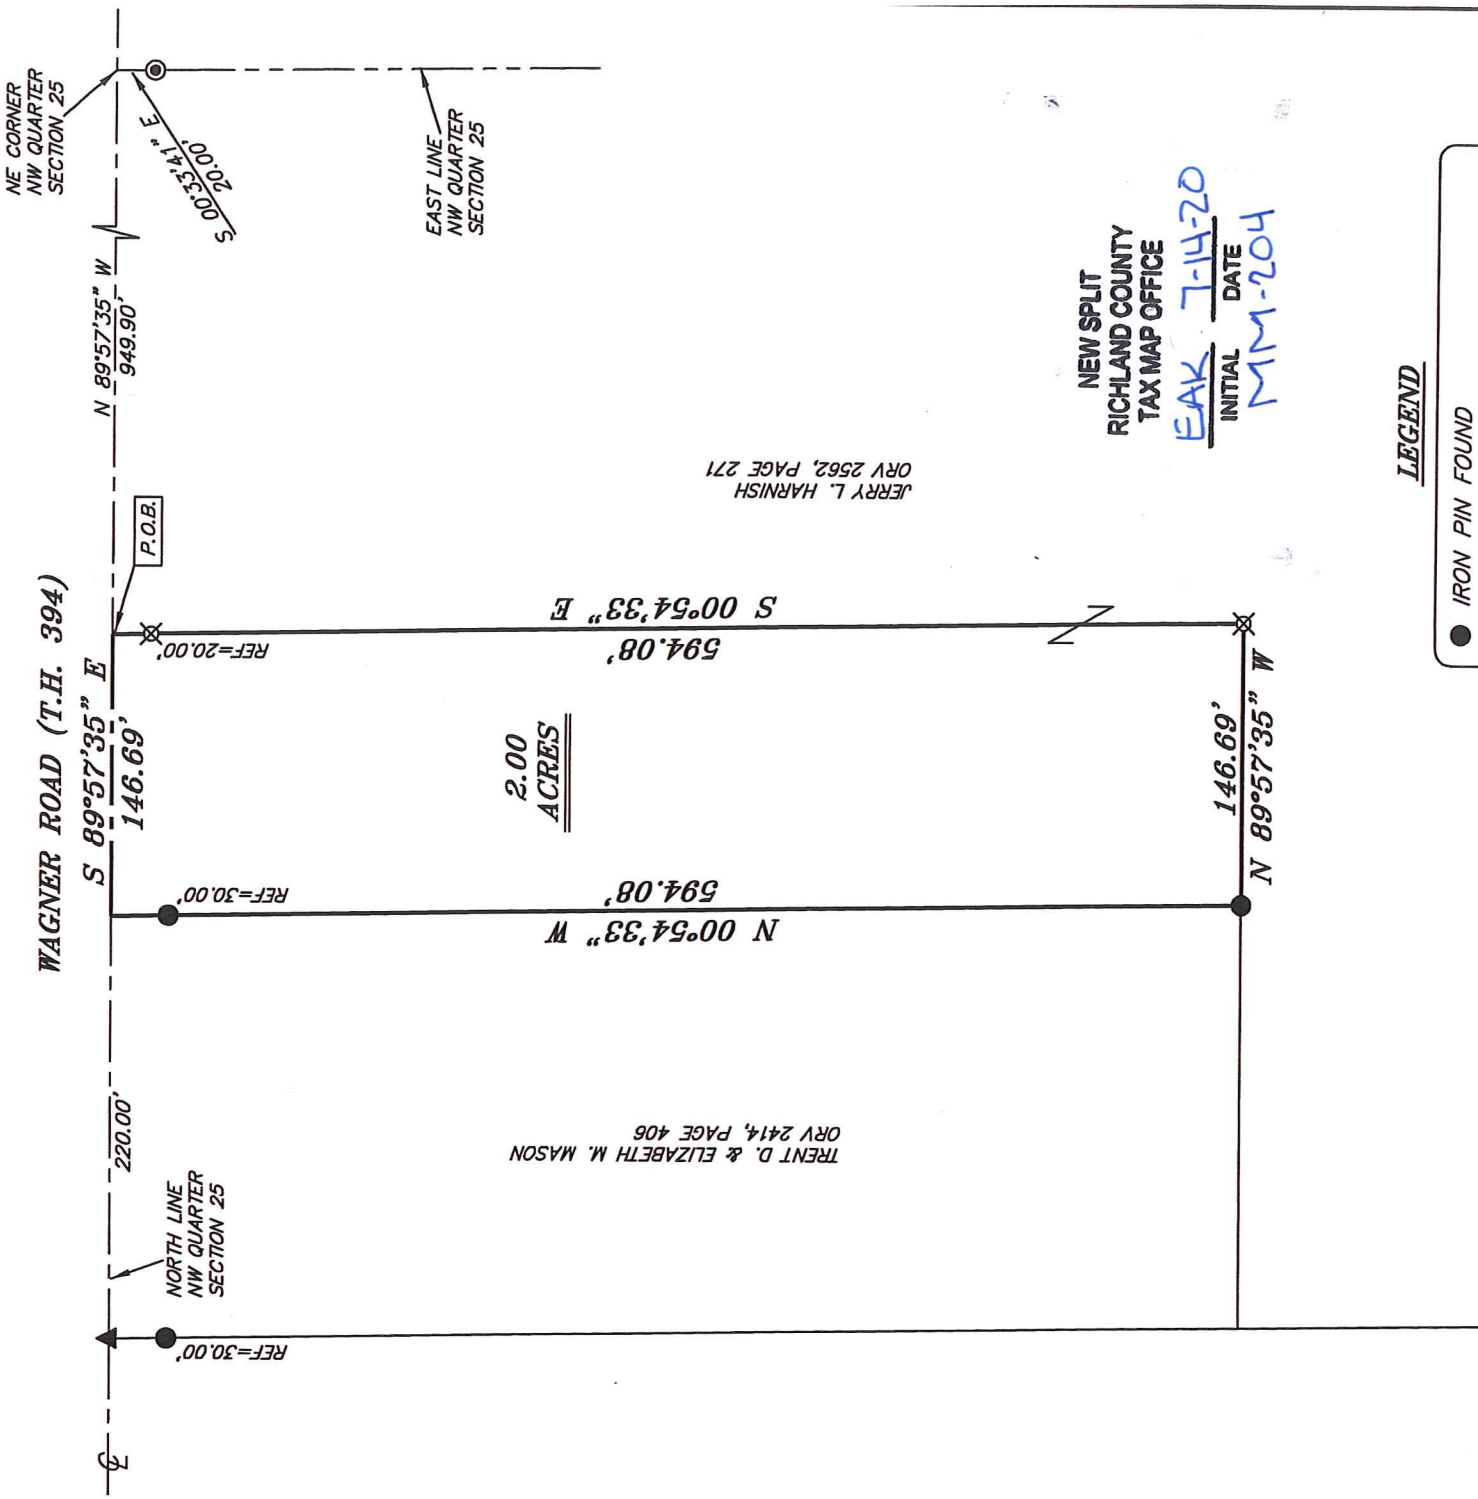 NE CORNER
NW QUARTER
SECTION 25
S 00°33'41" E
20.00'
EAST LINE
NW QUARTER
SECTION 25
N 89°57'35" W
949.90'
WAGNER ROAD (T.H. 394)
S 89°57'35" E
146.69'
P.O.B.
REF=20.00'
S 00°54'33" E
594.08'
JERRY L. HARNISH
ORV 2562, PAGE 271
2.00
ACRES
REF=30.00'
594.08'
N 00°54'33" W
146.69'
N 89°57'35" W
220.00'
NORTH LINE
NW QUARTER
SECTION 25
TRENT D. & ELIZABETH M. MASON
ORV 2414, PAGE 406
REF=30.00'
NEW SPLIT
RICHLAND COUNTY
TAX MAP OFFICE
EAK 7-14-20
INITIAL DATE
MM-204
LEGEND
IRON PIN FOUND